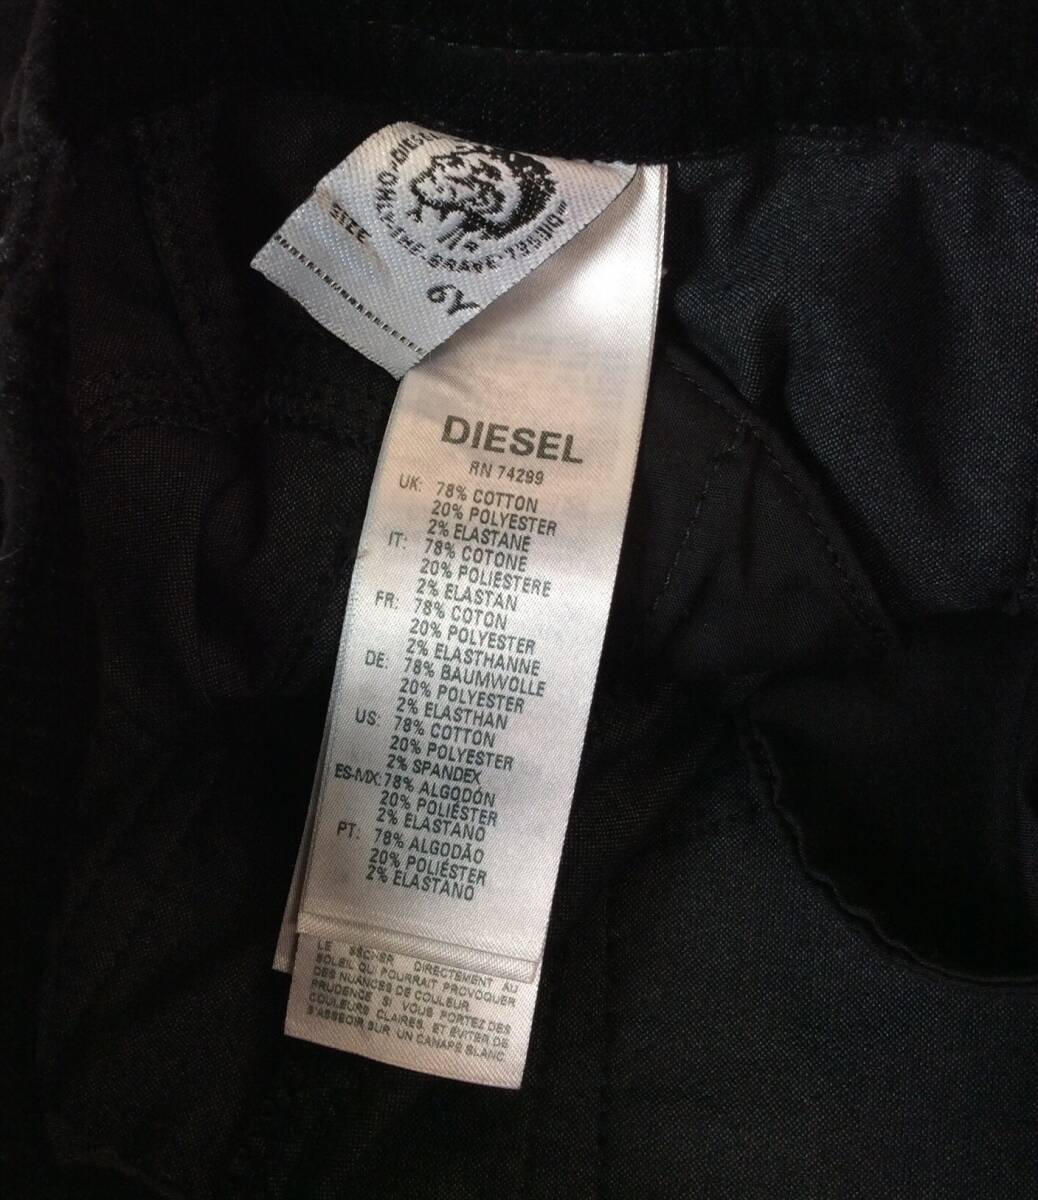 DIESEL
ONLY-THE-BRAVE
DIESEL
SIZE
6Y
DIESEL
RN 74299
UK: 78% COTTON
20% POLYESTER
2% ELASTANE
IT: 78% COTONE
20% POLIESTERE
2% ELASTAN
FR: 78% COTON
20% POLYESTER
2% ELASTHANNE
DE: 78% BAUMWOLLE
20% POLYESTER
2% ELASTHAN
US: 78% COTTON
20% POLYESTER
2% SPANDEX
ES-MX: 78% ALGODÓN
20% POLIÉSTER
2% ELASTANO
PT: 78% ALGODÃO
20% POLIÉSTER
2% ELASTANO
LE SÉCHER DIRECTEMENT AU
SOLEIL QUI POURRAIT PROVOQUER
DES NUANCES DE COULEUR.
PRUDENCE SI VOUS PORTEZ DES
COULEURS CLAIRES, ET ÉVITER DE
S'ASSEOIR SUR UN CANAPÉ BLANC.